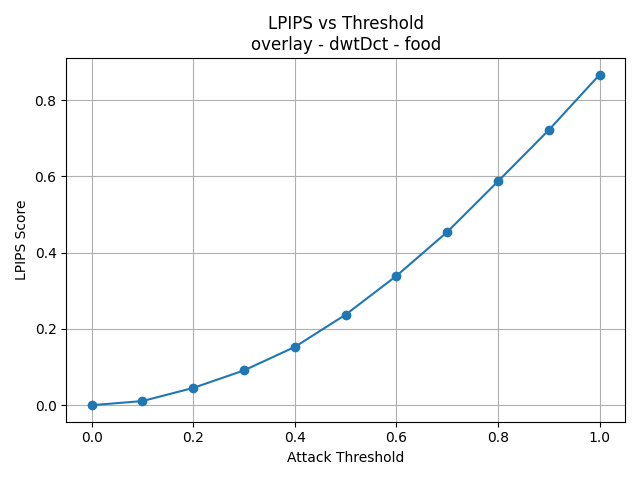 LPIPS vs Threshold
overlay - dwtDct - food
LPIPS Score
0.8
0.6
0.4
0.2
0.0
0.0 0.2 0.4 0.6 0.8 1.0
Attack Threshold